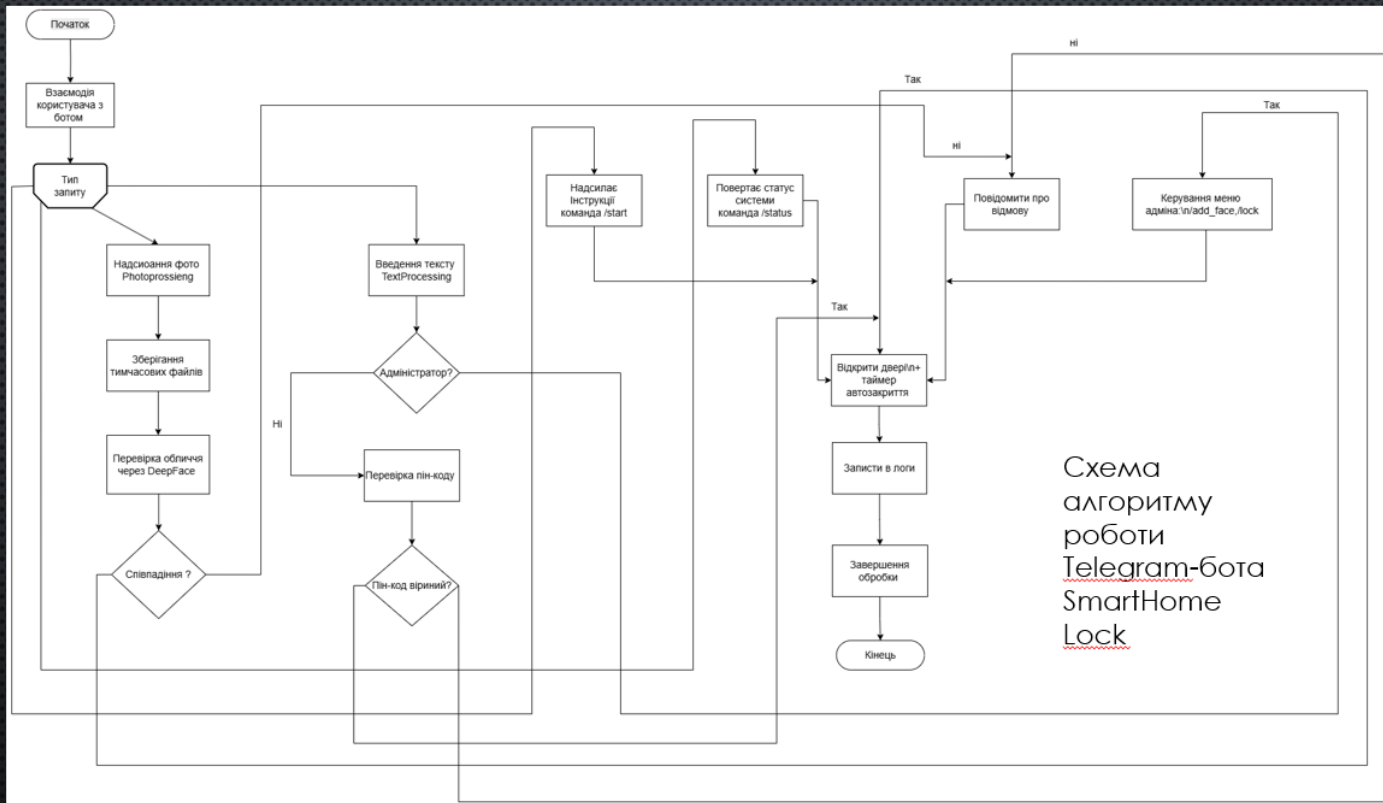 Початок
ні
Так
Так
Взаємодія
користувача з
ботом
ні
Тип
запиту
Надсилає
Інструкції
команда /start
Повертає статус
системи
команда /status
Повідомити про
відмову
Керування меню
адміна:\n/add_face,/lock
Надсиоання фото
Photoprossieng
Введення тексту
TextProcessing
Так
Зберігання
тимчасових файлів
Адміністратор?
Відкрити двері\n+
таймер
автозакриття
Ні
Перевірка обличчя
через DeepFace
Перевірка пін-коду
Записти в логи
Співпадіння ?
Пін-код віриний?
Завершення
обробки
Кінець
Схема
алгоритму
роботи
Telegram-бота
SmartHome
Lock